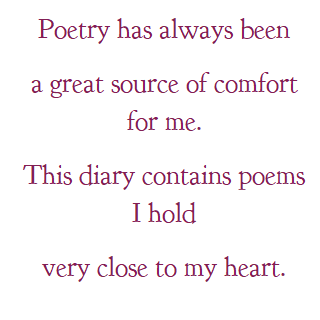 Poetry has always been
a great source of comfort
for me.
This diary contains poems
I hold
very close to my heart.